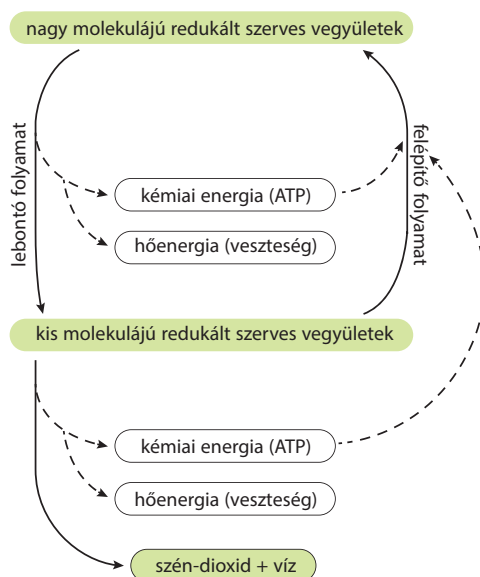 nagy molekulájú redukált szerves vegyületek
lebontó folyamat
felépítő folyamat
kémiai energia (ATP)
hőenergia (veszteség)
kis molekulájú redukált szerves vegyületek
kémiai energia (ATP)
hőenergia (veszteség)
szén-dioxid + víz